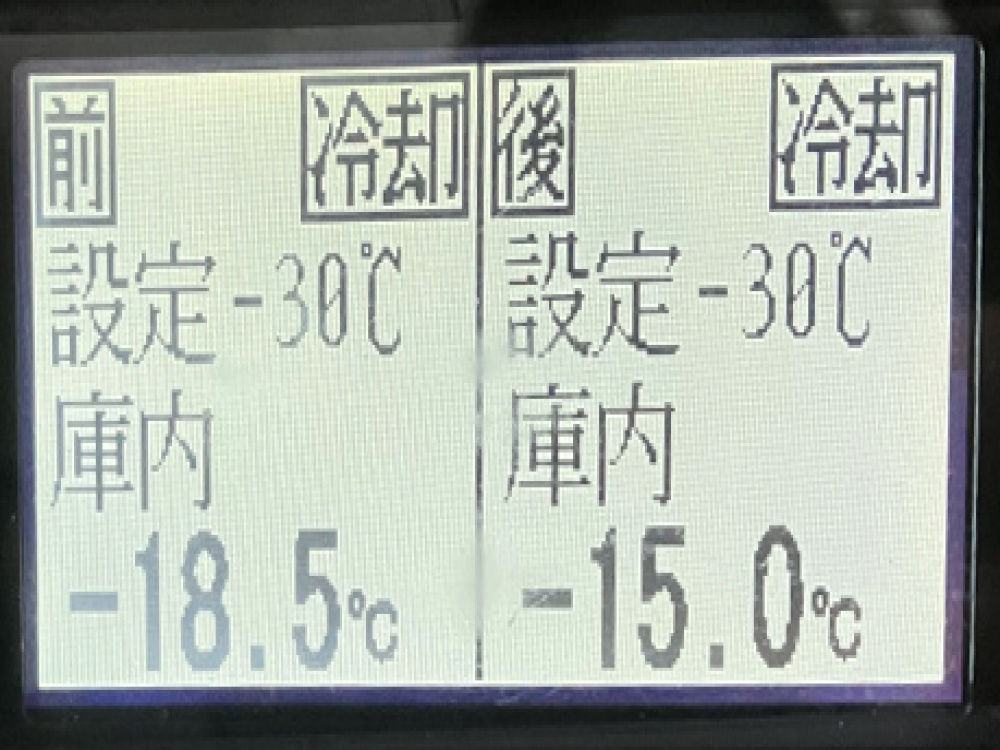 前 冷却
設定 -30℃
庫内
-18.5℃
後 冷却
設定 -30℃
庫内
-15.0℃